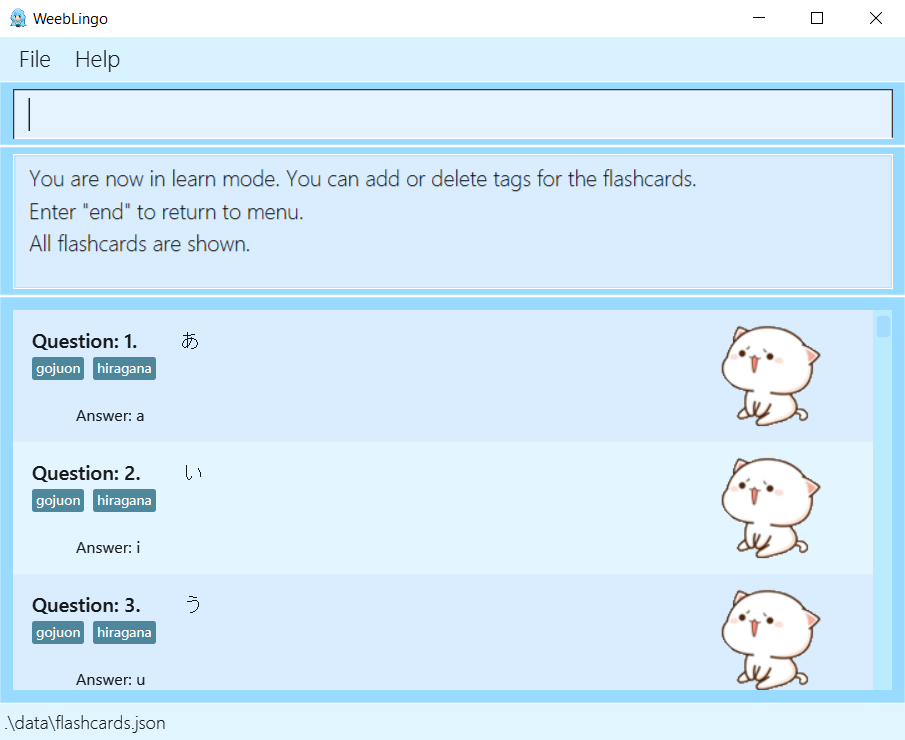 WeebLingo
File Help
You are now in learn mode. You can add or delete tags for the flashcards.
Enter "end" to return to menu.
All flashcards are shown.
Question: 1. あ
gojuon hiragana
Answer: a
Question: 2. い
gojuon hiragana
Answer: i
Question: 3. う
gojuon hiragana
Answer: u
.\data\flashcards.json